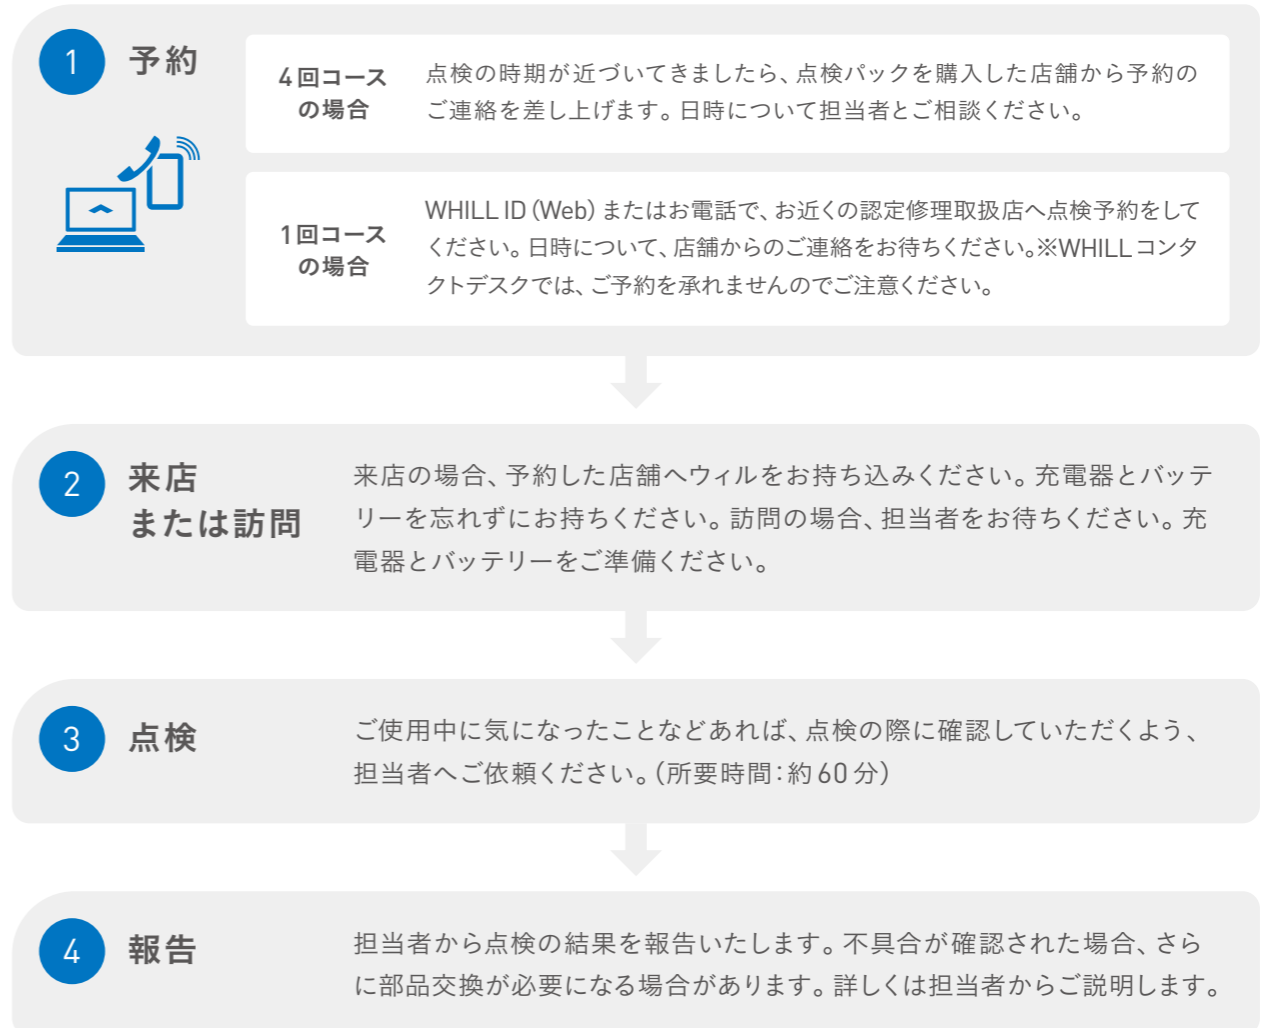 1 予約
4回コース
の場合
点検の時期が近づいてきましたら、点検パックを購入した店舗から予約の
ご連絡を差し上げます。日時について担当者とご相談ください。
1回コース
の場合
WHILL ID(Web)またはお電話で、お近くの認定修理取扱店へ点検予約をして
ください。日時について、店舗からのご連絡をお待ちください。※WHILLコンタ
クトデスクでは、ご予約を承れませんのでご注意ください。
2 来店
または訪問
来店の場合、予約した店舗へウィルをお持ち込みください。充電器とバッテ
リーを忘れずにお持ちください。訪問の場合、担当者をお待ちください。充
電器とバッテリーをご準備ください。
3 点検
ご使用中に気になったことなどあれば、点検の際に確認していただくよう、
担当者へご依頼ください。(所要時間:約60分)
4 報告
担当者から点検の結果を報告いたします。不具合が確認された場合、さら
に部品交換が必要になる場合があります。詳しくは担当者からご説明します。